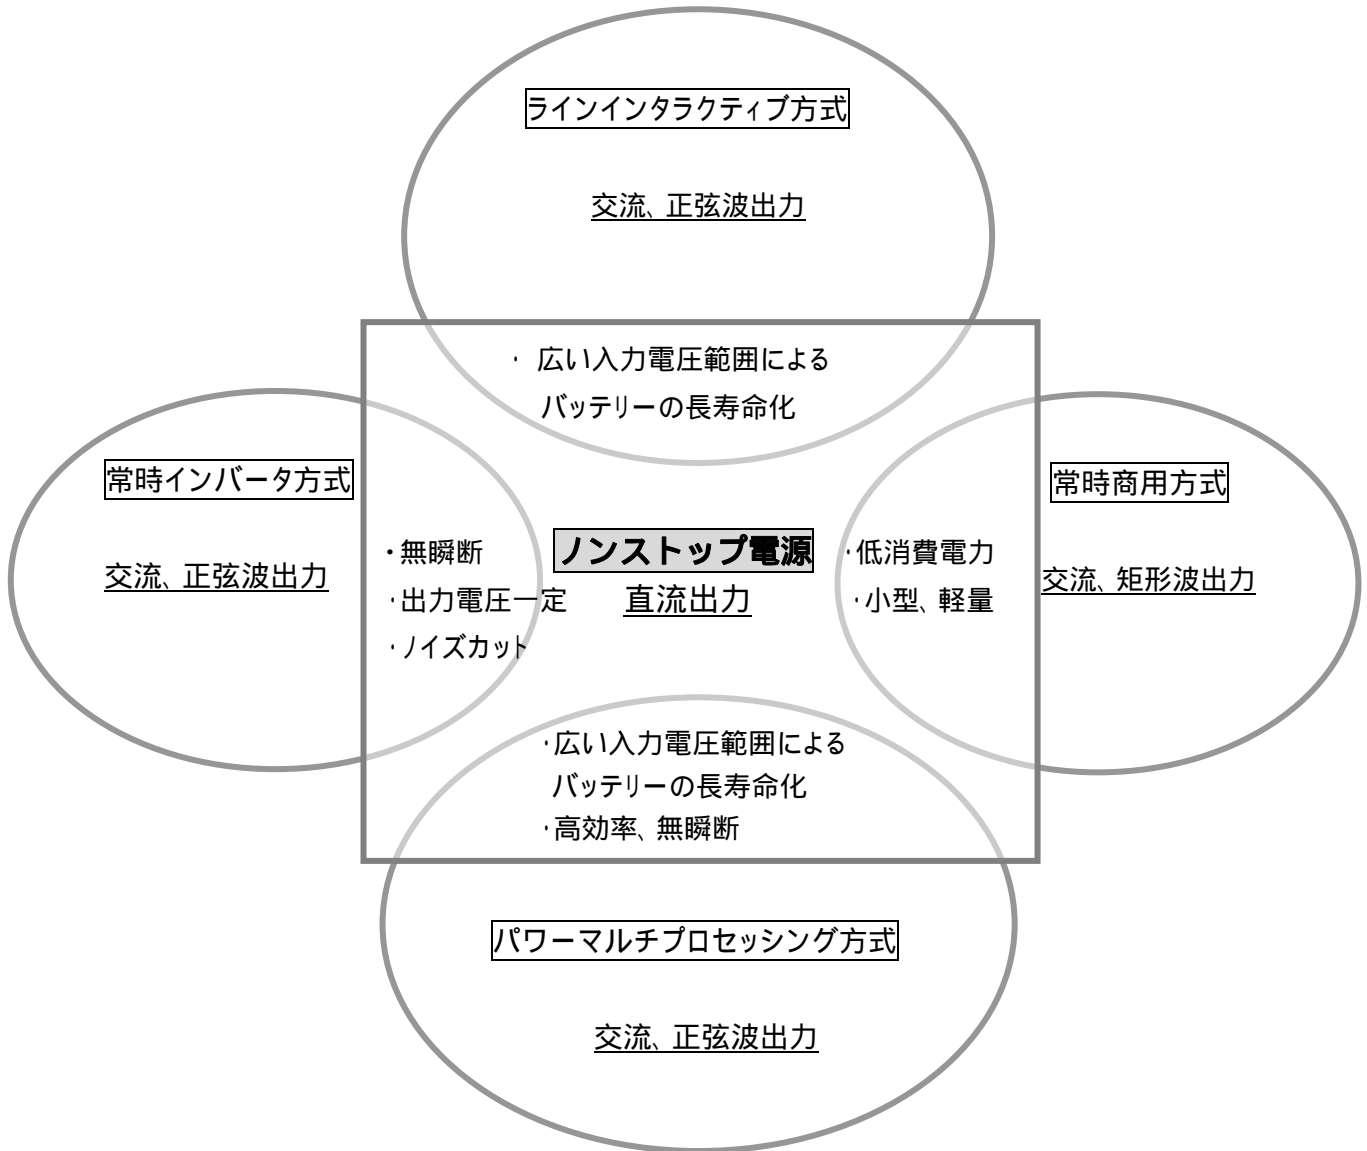 ラインインタラクティブ方式
交流、正弦波出力
・ 広い入力電圧範囲による
バッテリーの長寿命化
常時インバータ方式
交流、正弦波出力
・無瞬断
・出力電圧一定
・ノイズカット
ノンストップ電源
直流出力
・低消費電力
・小型、軽量
常時商用方式
交流、矩形波出力
・広い入力電圧範囲による
バッテリーの長寿命化
・高効率、無瞬断
パワーマルチプロセッシング方式
交流、正弦波出力